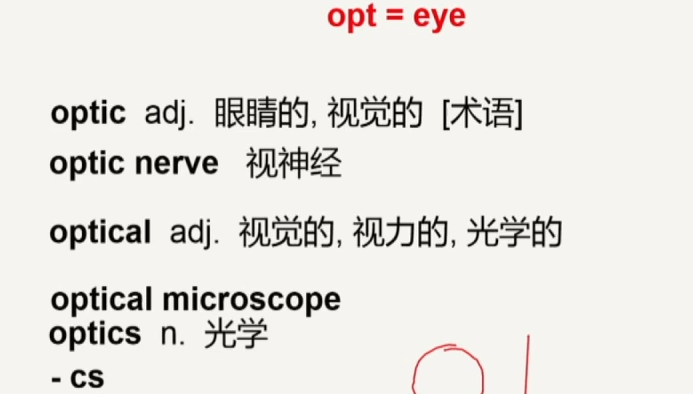 opt = eye
optic adj. 眼睛的, 视觉的 [术语]
optic nerve 视神经
optical adj. 视觉的, 视力的, 光学的
optical microscope
optics n. 光学
- cs